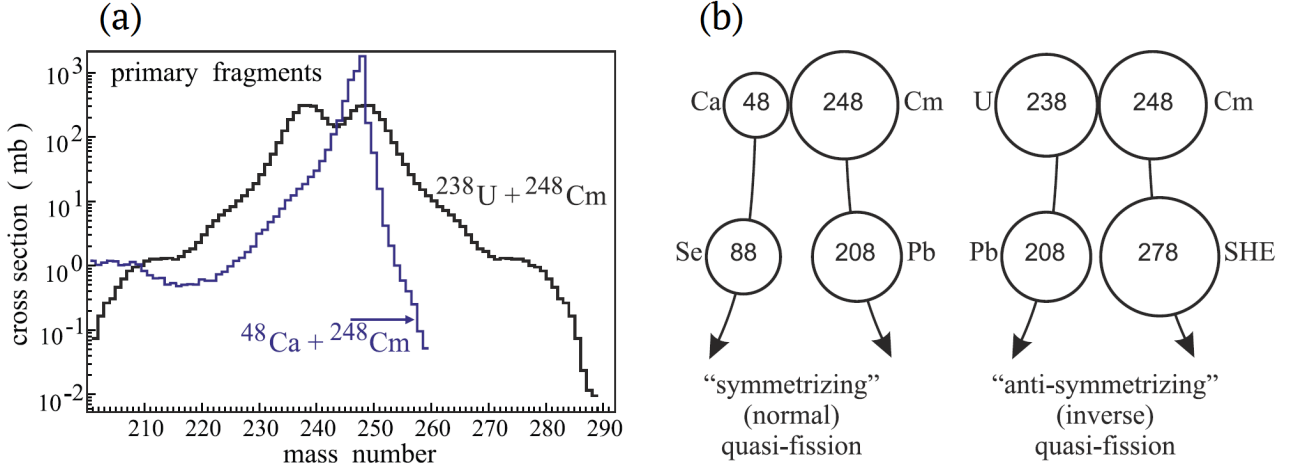 (a)
primary fragments
cross section ( mb )
10³
10²
10¹
10⁰
10⁻¹
10⁻²
²³⁸U + ²⁴⁸Cm
⁴⁸Ca + ²⁴⁸Cm
210 220 230 240 250 260 270 280 290
mass number
(b)
Ca 48 248 Cm
U 238 248 Cm
Se 88 208 Pb
Pb 208 278 SHE
“symmetrizing”
(normal)
quasi-fission
“anti-symmetrizing”
(inverse)
quasi-fission